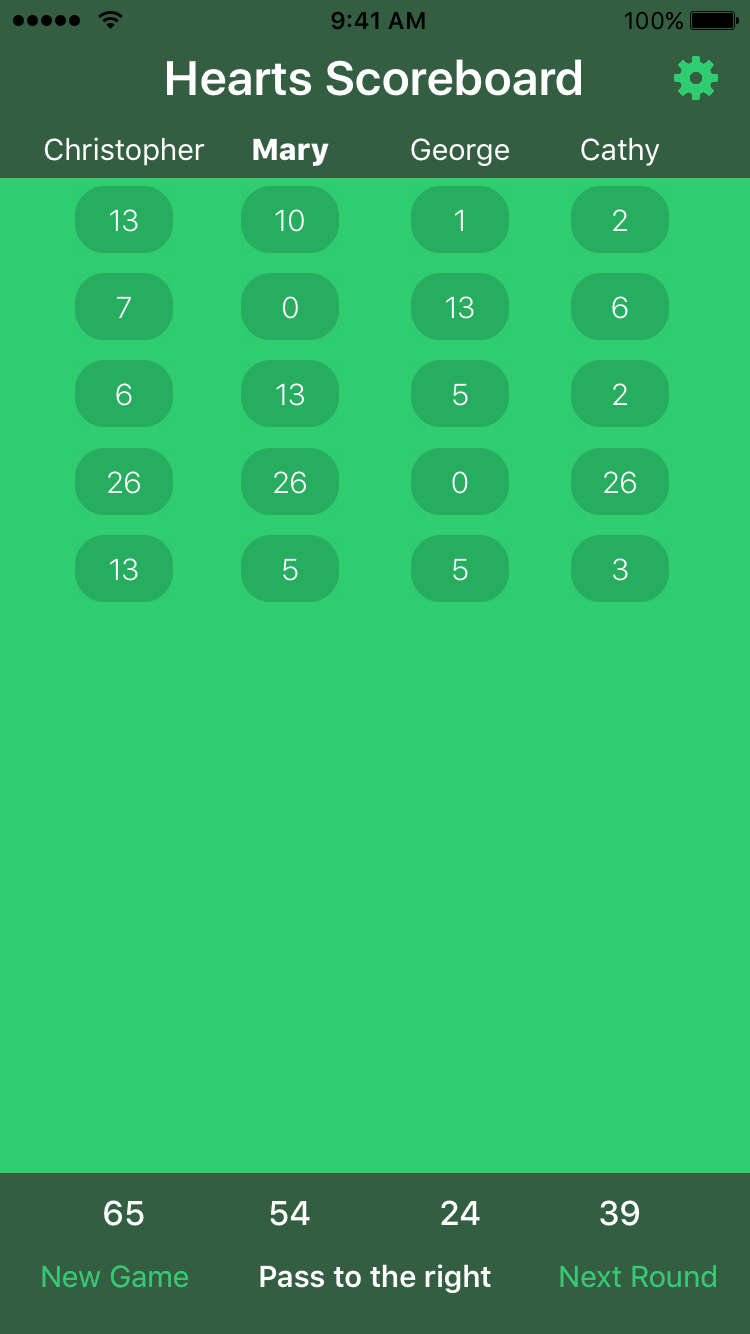 9:41 AM 100%
Hearts Scoreboard
Christopher Mary George Cathy
13 10 1 2
7 0 13 6
6 13 5 2
26 26 0 26
13 5 5 3
65 54 24 39
New Game Pass to the right Next Round